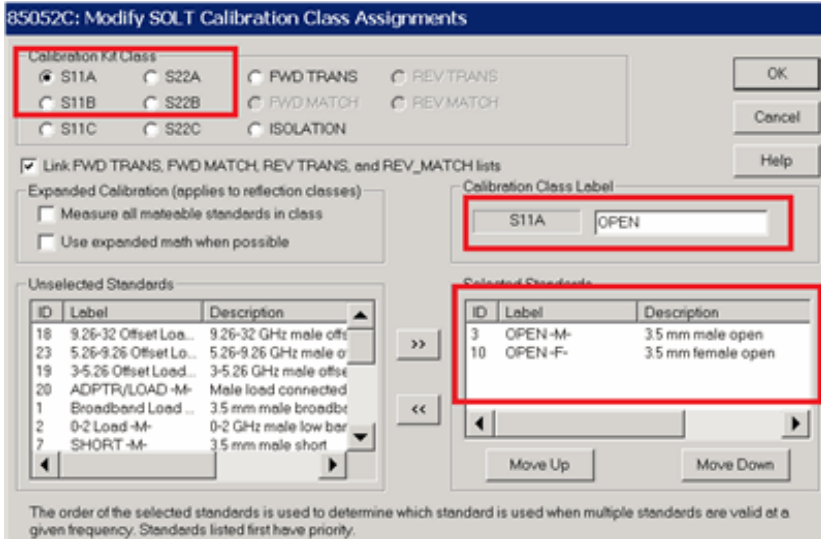 85052C: Modify SOLT Calibration Class Assignments
Calibration Kit Class
S11A S22A FWD TRANS REV TRANS
S11B S22B FWD MATCH REV MATCH
S11C S22C ISOLATION
OK
Cancel
Help
Link FWD TRANS, FWD MATCH, REV TRANS, and REV_MATCH lists
Expanded Calibration (applies to reflection classes)
Measure all mateable standards in class
Use expanded math when possible
Calibration Class Label
S11A OPEN
Unselected Standards
ID Label Description
18 9.26-32 Offset Loa... 9.26-32 GHz male offs
23 5.26-9.26 Offset Lo... 5.26-9.26 GHz male o
19 3-5.26 Offset Load... 3-5.26 GHz male offse
20 ADPTR/LOAD -M- Male load connected
1 Broadband Load ... 3.5 mm male broadbc
2 0-2 Load -M- 0-2 GHz male low bar
7 SHORT -M- 3.5 mm male short
>>
<<
Selected Standards
ID Label Description
3 OPEN -M- 3.5 mm male open
10 OPEN -F- 3.5 mm female open
Move Up Move Down
The order of the selected standards is used to determine which standard is used when multiple standards are valid at a
given frequency. Standards listed first have priority.